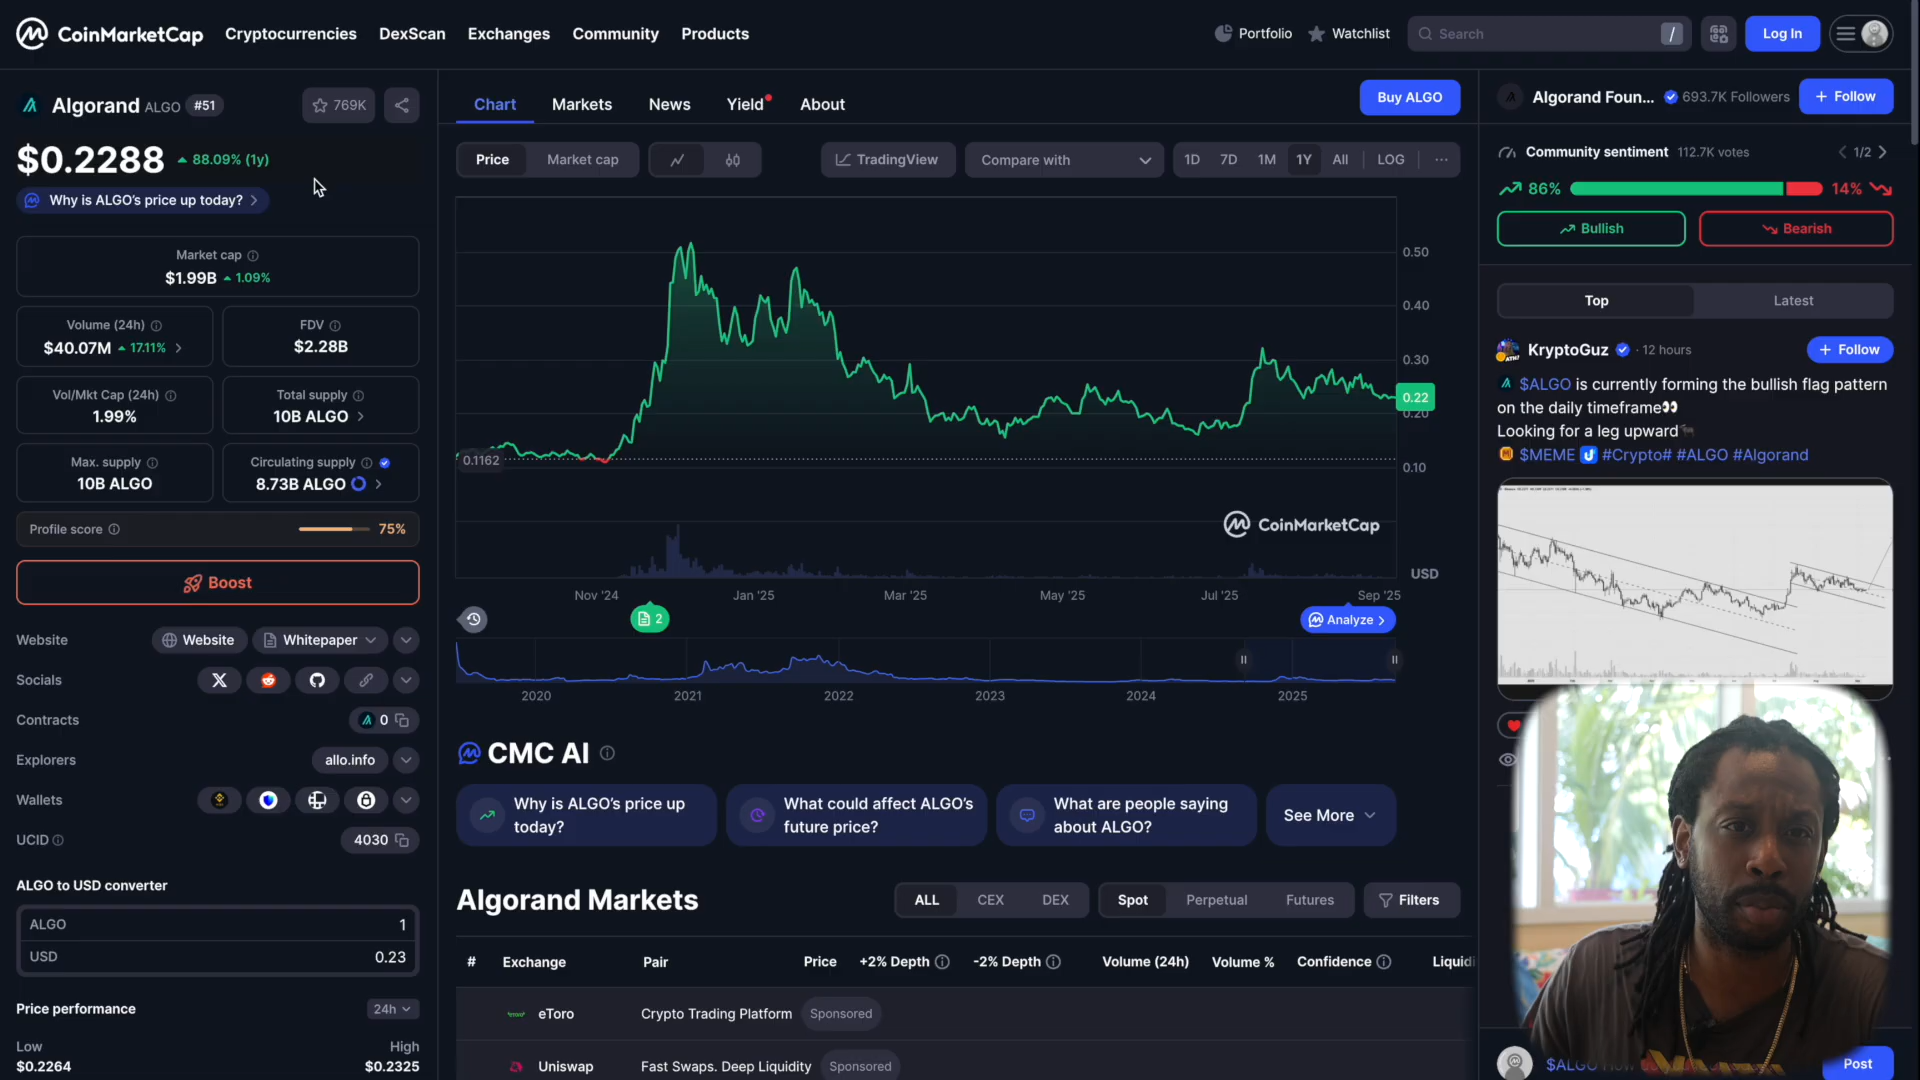 CoinMarketCap
Cryptocurrencies
DexScan
Exchanges
Community
Products
Portfolio
Watchlist
Search
/
Log In
Algorand ALGO #51
769K
$0.2288
88.09% (1y)
Why is ALGO's price up today?
Market cap
$1.99B 1.09%
Volume (24h)
$40.07M 17.11%
FDV
$2.28B
Vol/Mkt Cap (24h)
1.99%
Total supply
10B ALGO
Max. supply
10B ALGO
Circulating supply
8.73B ALGO
Profile score
75%
Boost
Website
Website
Whitepaper
Socials
Contracts
0
Explorers
allo.info
Wallets
UCID
4030
ALGO to USD converter
ALGO
1
USD
0.23
Price performance
24h
Low
High
$0.2264
$0.2325
Chart
Markets
News
Yield
About
Buy ALGO
Price
Market cap
TradingView
Compare with
1D
7D
1M
1Y
All
LOG
0.50
0.40
0.30
0.22
0.20
0.1162
0.10
CoinMarketCap
USD
Nov '24
Jan '25
Mar '25
May '25
Jul '25
Sep '25
2
Analyze
2020
2021
2022
2023
2024
2025
CMC AI
Why is ALGO's price up today?
What could affect ALGO's future price?
What are people saying about ALGO?
See More
Algorand Markets
ALL
CEX
DEX
Spot
Perpetual
Futures
Filters
#
Exchange
Pair
Price
+2% Depth
-2% Depth
Volume (24h)
Volume %
Confidence
Liquidi
eToro
Crypto Trading Platform
Sponsored
Uniswap
Fast Swaps. Deep Liquidity
Sponsored
Algorand Foun...
693.7K Followers
+ Follow
Community sentiment 112.7K votes
1/2
86%
14%
Bullish
Bearish
Top
Latest
KryptoGuz · 12 hours
+ Follow
$ALGO is currently forming the bullish flag pattern
on the daily timeframe👀
Looking for a leg upward
$MEME #Crypto# #ALGO #Algorand
$ALGO
Post